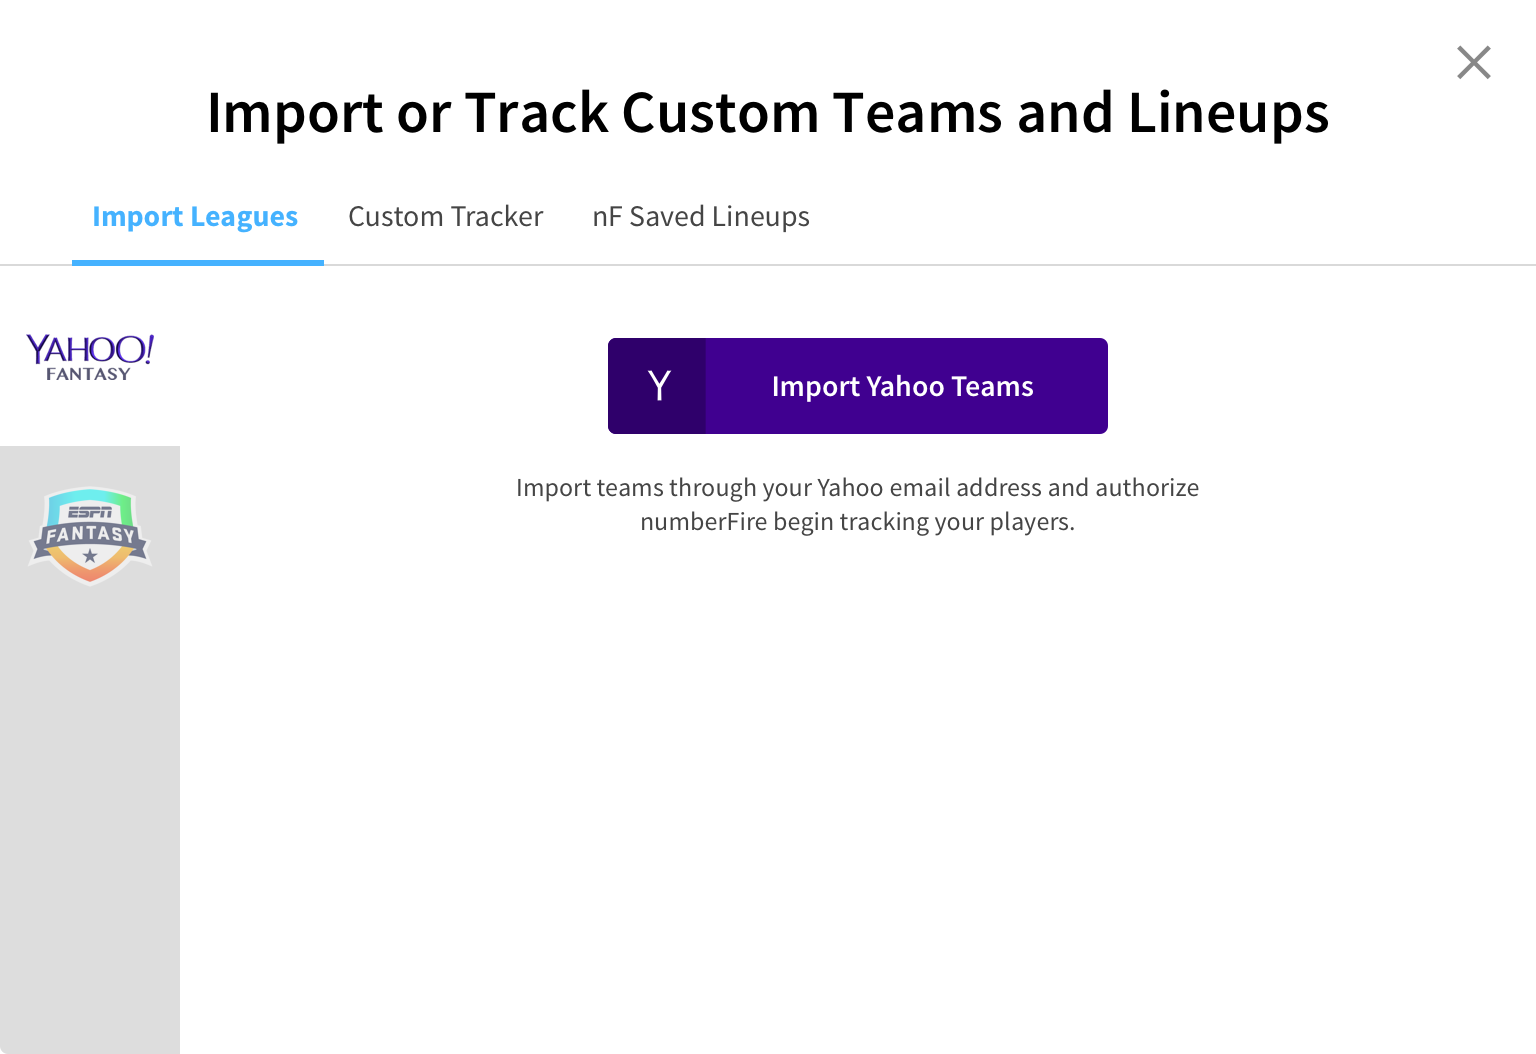 Import or Track Custom Teams and Lineups
Import Leagues
Custom Tracker
nF Saved Lineups
YAHOO!
FANTASY
Y
Import Yahoo Teams
Import teams through your Yahoo email address and authorize
numberFire begin tracking your players.
ESPN
FANTASY